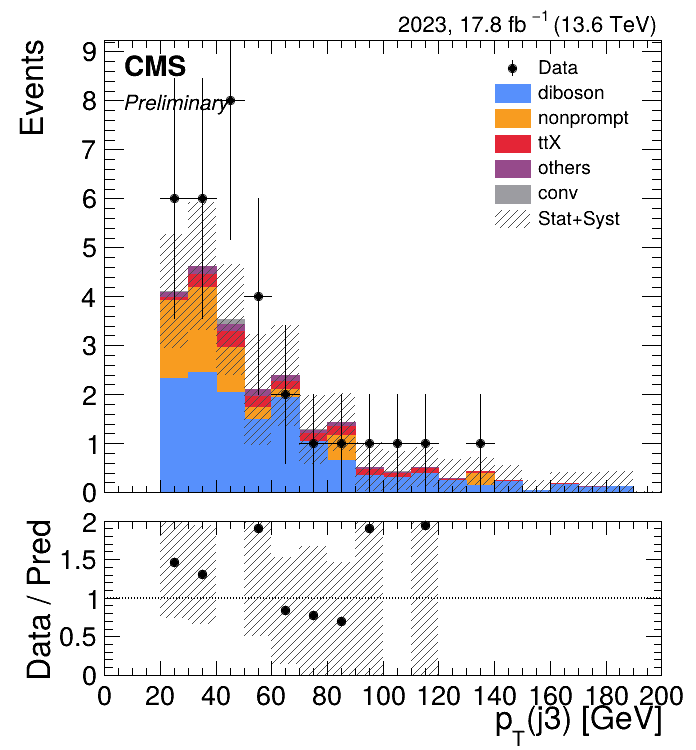 2023, 17.8 fb⁻¹ (13.6 TeV)
CMS
Preliminary
Events
9
8
7
6
5
4
3
2
1
0
Data
diboson
nonprompt
ttX
others
conv
Stat+Syst
Data / Pred
2
1.5
1
0.5
0
0 20 40 60 80 100 120 140 160 180 200
p_T(j3) [GeV]